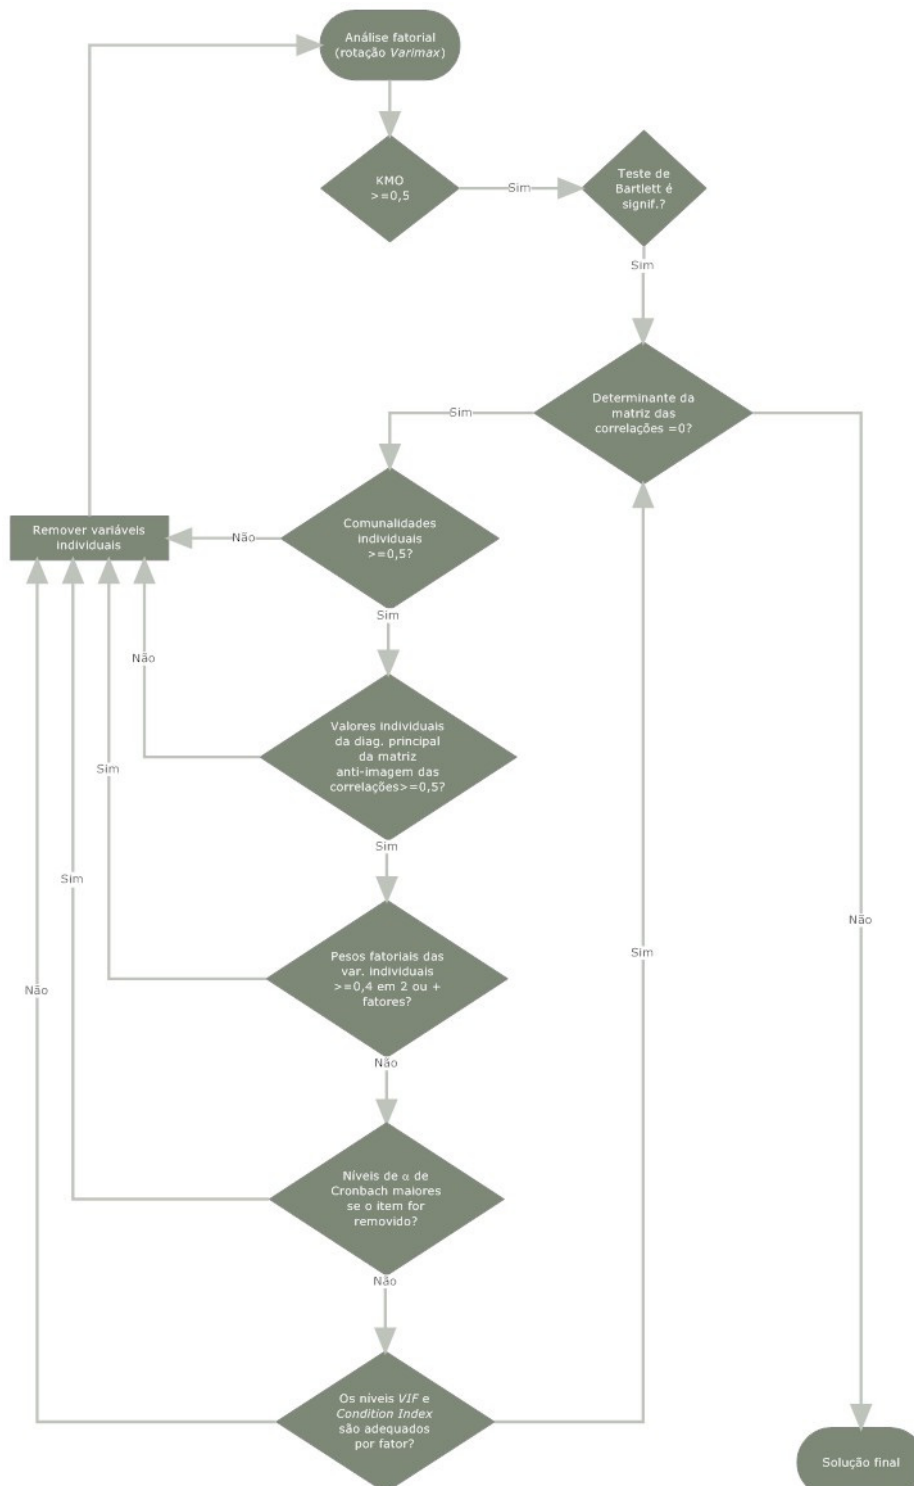 Análise fatorial
(rotação Varimax)
KMO
>=0,5
Sim
Teste de
Bartlett é
signif.?
Sim
Determinante da
matriz das
correlações =0?
Sim
Comunalidades
individuais
>=0,5?
Não
Remover variáveis
individuais
Sim
Não
Valores individuais
da diag. principal
da matriz
anti-imagem das
correlações>=0,5?
Sim
Sim
Sim
Não
Pesos fatoriais das
var. individuais
>=0,4 em 2 ou +
fatores?
Sim
Não
Não
Níveis de α de
Cronbach maiores
se o item for
removido?
Não
Os níveis VIF e
Condition Index
são adequados
por fator?
Solução final